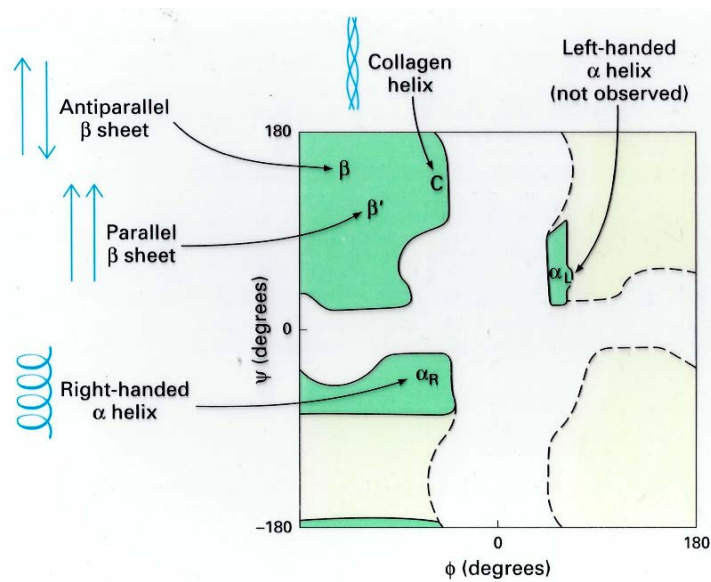 Collagen
helix
Left-handed
α helix
(not observed)
Antiparallel
β sheet
Parallel
β sheet
Right-handed
α helix
180
0
-180
ψ (degrees)
β
β'
C
αL
αR
0
180
ϕ (degrees)